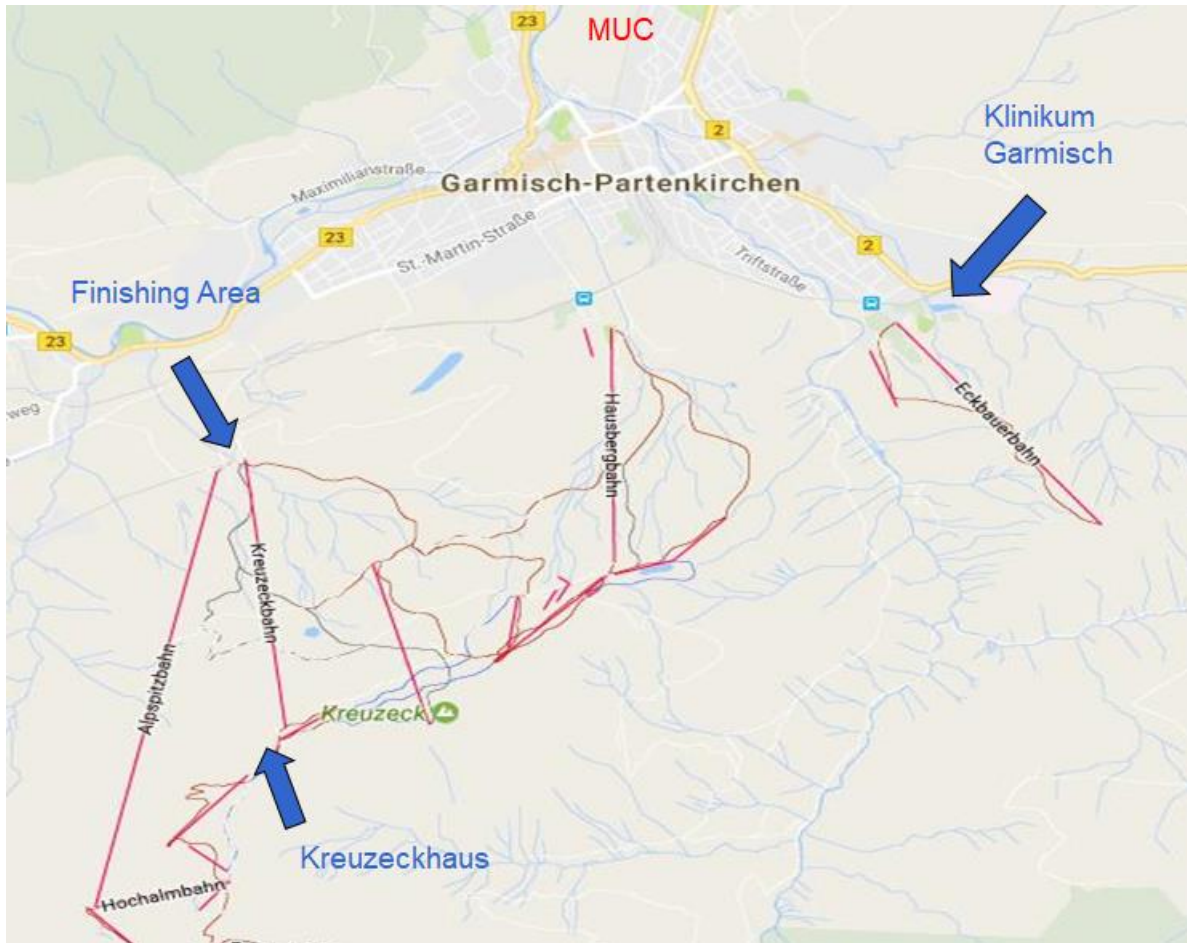 23
MUC
2
Klinikum
Garmisch
Maximilianstraße
Garmisch-Partenkirchen
23
St.-Martin-Straße
2
Triftstraße
Finishing Area
23
weg
Hausbergbahn
Eckbauerbahn
Kreuzeckbahn
Alpspitzbahn
Kreuzeck
Kreuzeckhaus
Hochalmbahn